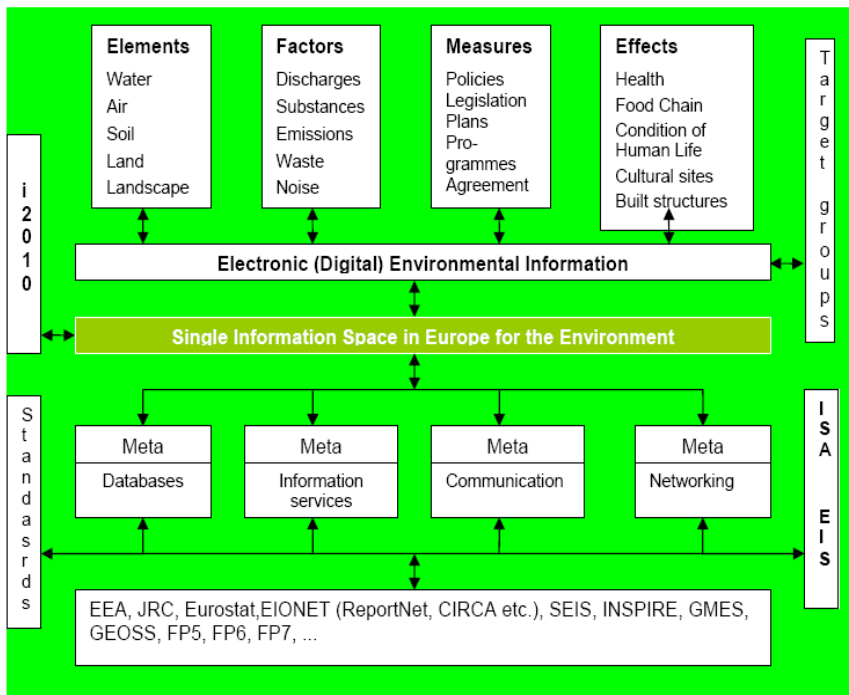 Elements
Water
Air
Soil
Land
Landscape
Factors
Discharges
Substances
Emissions
Waste
Noise
Measures
Policies
Legislation
Plans
Pro-
grammes
Agreement
Effects
Health
Food Chain
Condition of
Human Life
Cultural sites
Built structures
Target groups
i2010
Electronic (Digital) Environmental Information
Single Information Space in Europe for the Environment
Standasrds
Meta
Databases
Meta
Information
services
Meta
Communication
Meta
Networking
ISA EIS
EEA, JRC, Eurostat,EIONET (ReportNet, CIRCA etc.), SEIS, INSPIRE, GMES,
GEOSS, FP5, FP6, FP7, ...